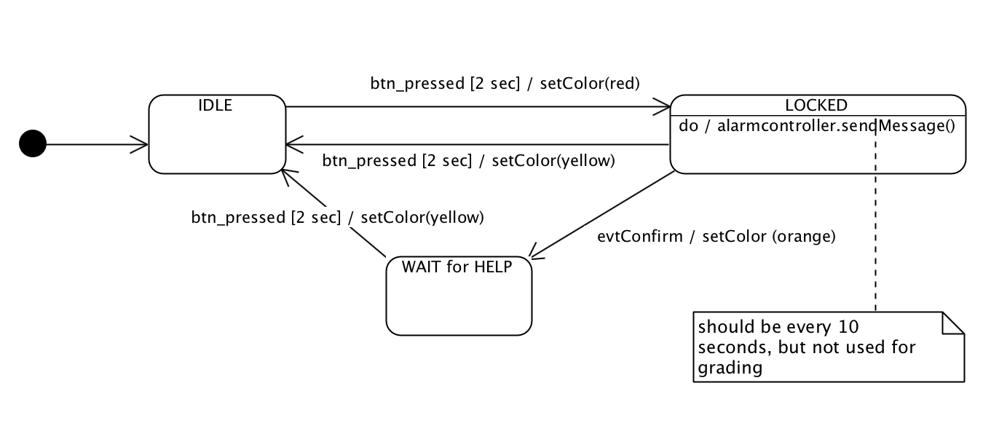 btn_pressed [2 sec] / setColor(red)
IDLE
LOCKED
do / alarmcontroller.sendMessage()
btn_pressed [2 sec] / setColor(yellow)
btn_pressed [2 sec] / setColor(yellow)
evtConfirm / setColor (orange)
WAIT for HELP
should be every 10
seconds, but not used for
grading